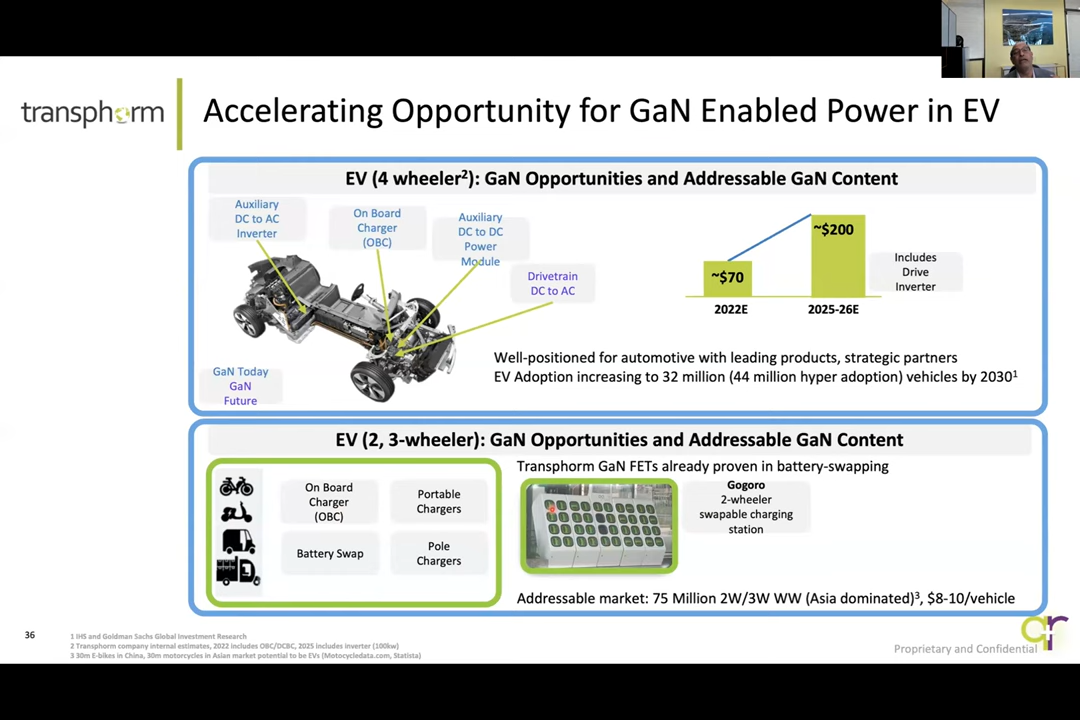 transphorm
Accelerating Opportunity for GaN Enabled Power in EV
EV (4 wheeler2): GaN Opportunities and Addressable GaN Content
Auxiliary
DC to AC
Inverter
On Board
Charger
(OBC)
Auxiliary
DC to DC
Power
Module
Drivetrain
DC to AC
GaN Today
GaN
Future
~$70
~$200
2022E
2025-26E
Includes
Drive
Inverter
Well-positioned for automotive with leading products, strategic partners
EV Adoption increasing to 32 million (44 million hyper adoption) vehicles by 2030¹
EV (2, 3-wheeler): GaN Opportunities and Addressable GaN Content
On Board
Charger
(OBC)
Portable
Chargers
Battery Swap
Pole
Chargers
Transphorm GaN FETs already proven in battery-swapping
Gogoro
2-wheeler
swapable charging
station
Addressable market: 75 Million 2W/3W WW (Asia dominated)³, $8-10/vehicle
36
1 IHS and Goldman Sachs Global Investment Research
2 Transphorm company internal estimates, 2022 includes OBC/DCBC, 2025 includes inverter (100kw)
3 30m E-bikes in China, 30m motorcycles in Asian market potential to be EVs (Motocycledata.com, Statista)
Proprietary and Confidential